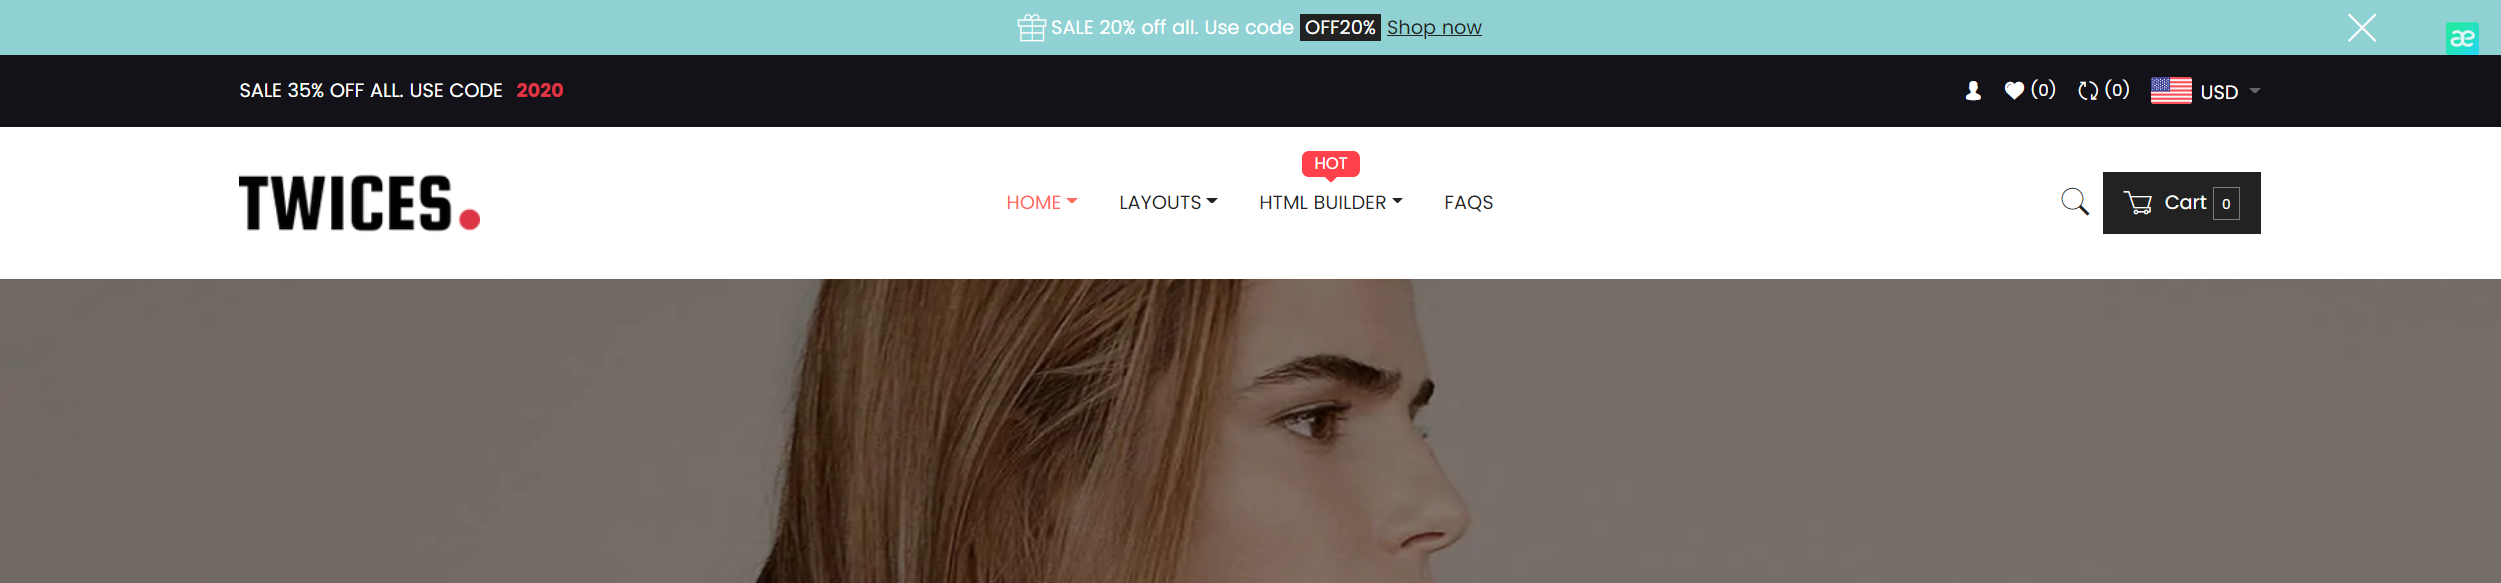 SALE 20% off all. Use code OFF20% Shop now
æ
SALE 35% OFF ALL. USE CODE 2020
(0) (0) USD
TWICES.
HOT
HOME LAYOUTS HTML BUILDER FAQS
Cart 0